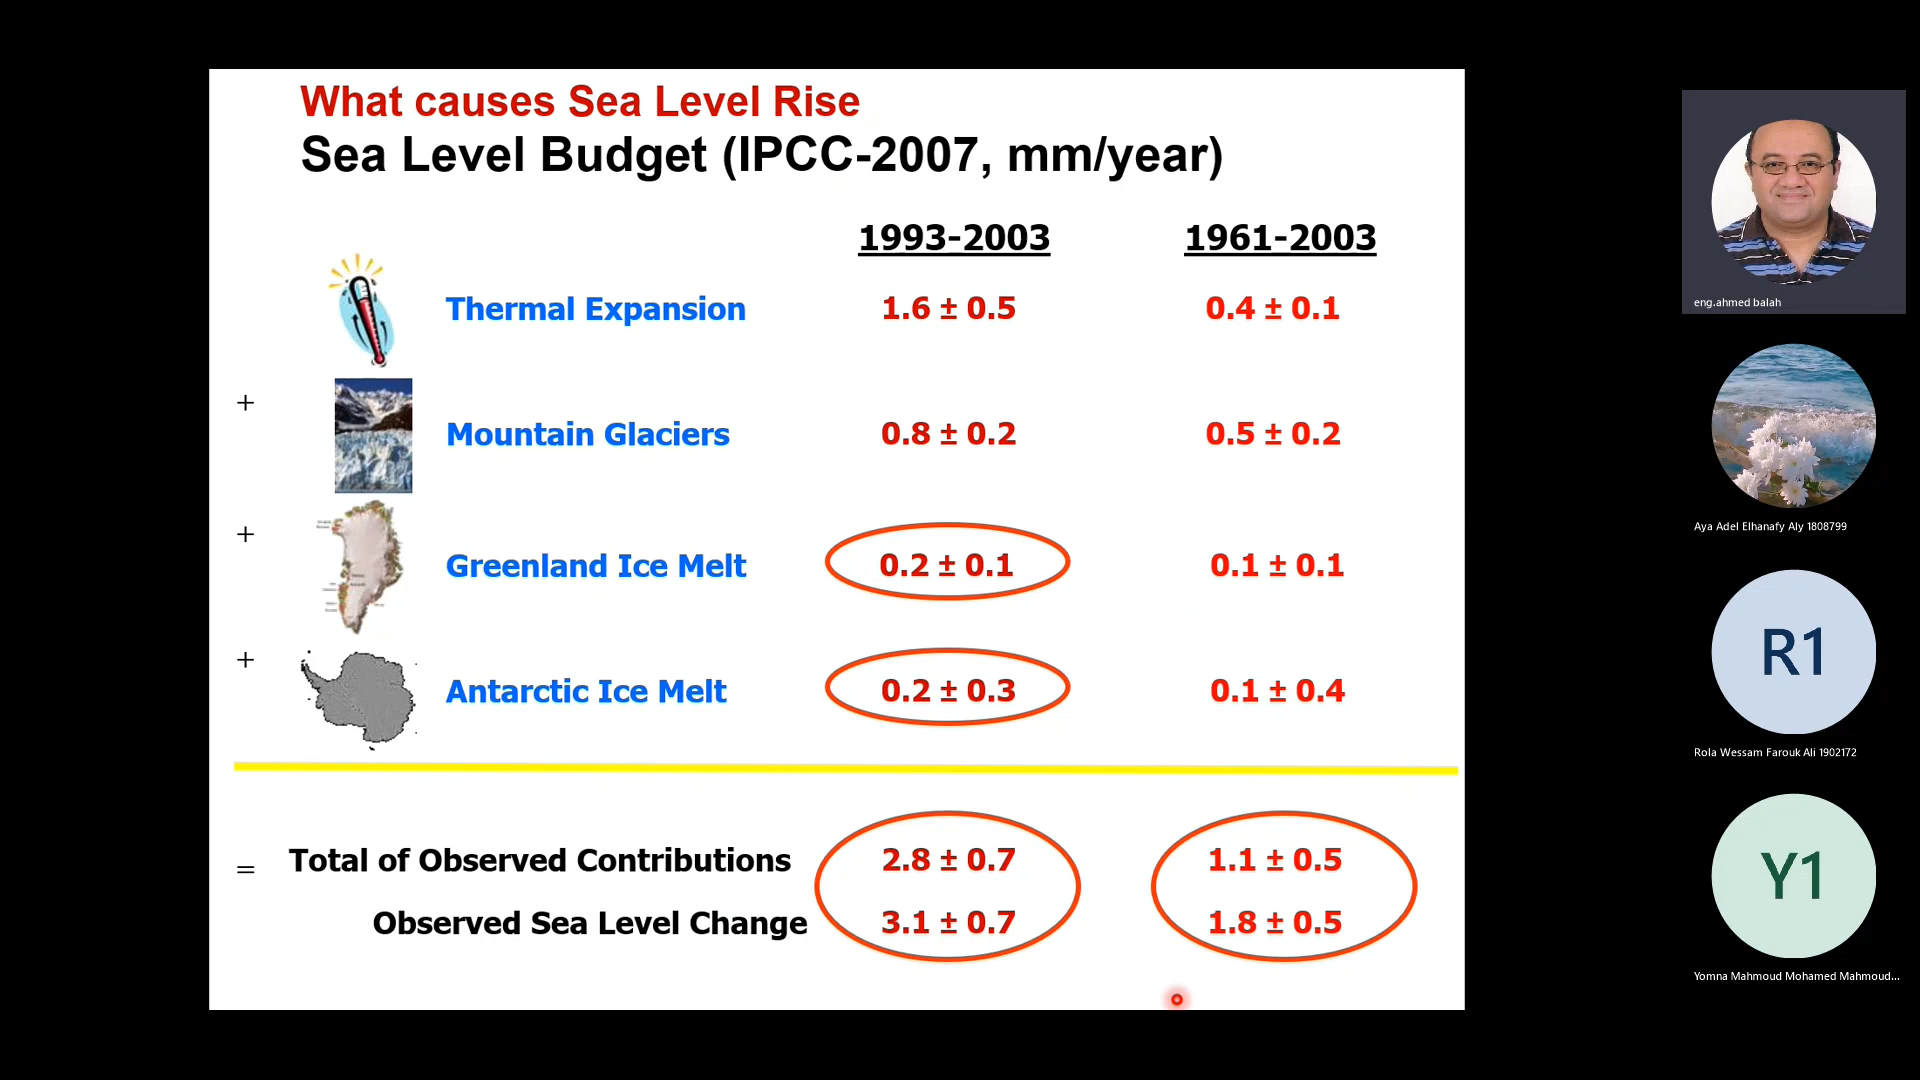 What causes Sea Level Rise
Sea Level Budget (IPCC-2007, mm/year)
1993-2003 1961-2003
Thermal Expansion 1.6 ± 0.5 0.4 ± 0.1
+
Mountain Glaciers 0.8 ± 0.2 0.5 ± 0.2
+
Greenland Ice Melt 0.2 ± 0.1 0.1 ± 0.1
+
Antarctic Ice Melt 0.2 ± 0.3 0.1 ± 0.4
= Total of Observed Contributions 2.8 ± 0.7 1.1 ± 0.5
Observed Sea Level Change 3.1 ± 0.7 1.8 ± 0.5
eng.ahmed balah
Aya Adel Elhanafy Aly 1808799
R1
Rola Wessam Farouk Ali 1902172
Y1
Yomna Mahmoud Mohamed Mahmoud...